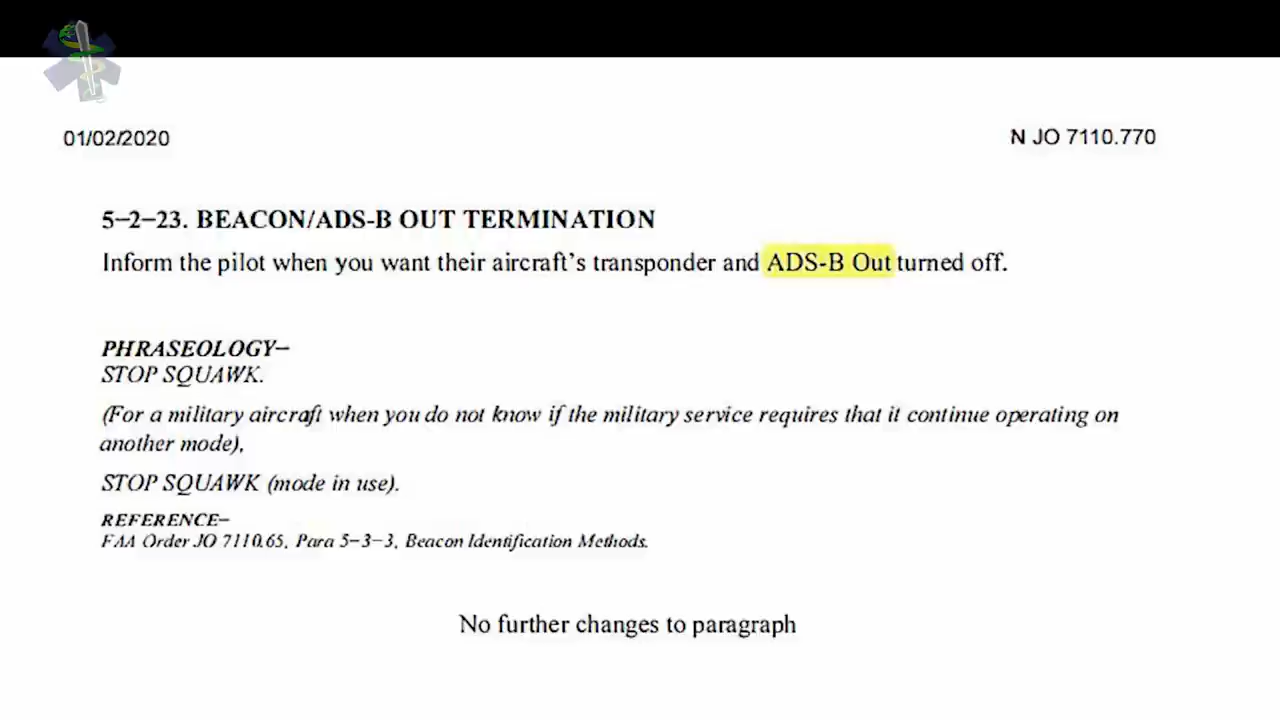 01/02/2020 N JO 7110.770
5–2–23. BEACON/ADS-B OUT TERMINATION
Inform the pilot when you want their aircraft's transponder and ADS-B Out turned off.
PHRASEOLOGY–
STOP SQUAWK.
(For a military aircraft when you do not know if the military service requires that it continue operating on
another mode),
STOP SQUAWK (mode in use).
REFERENCE–
FAA Order JO 7110.65, Para 5–3–3, Beacon Identification Methods.
No further changes to paragraph